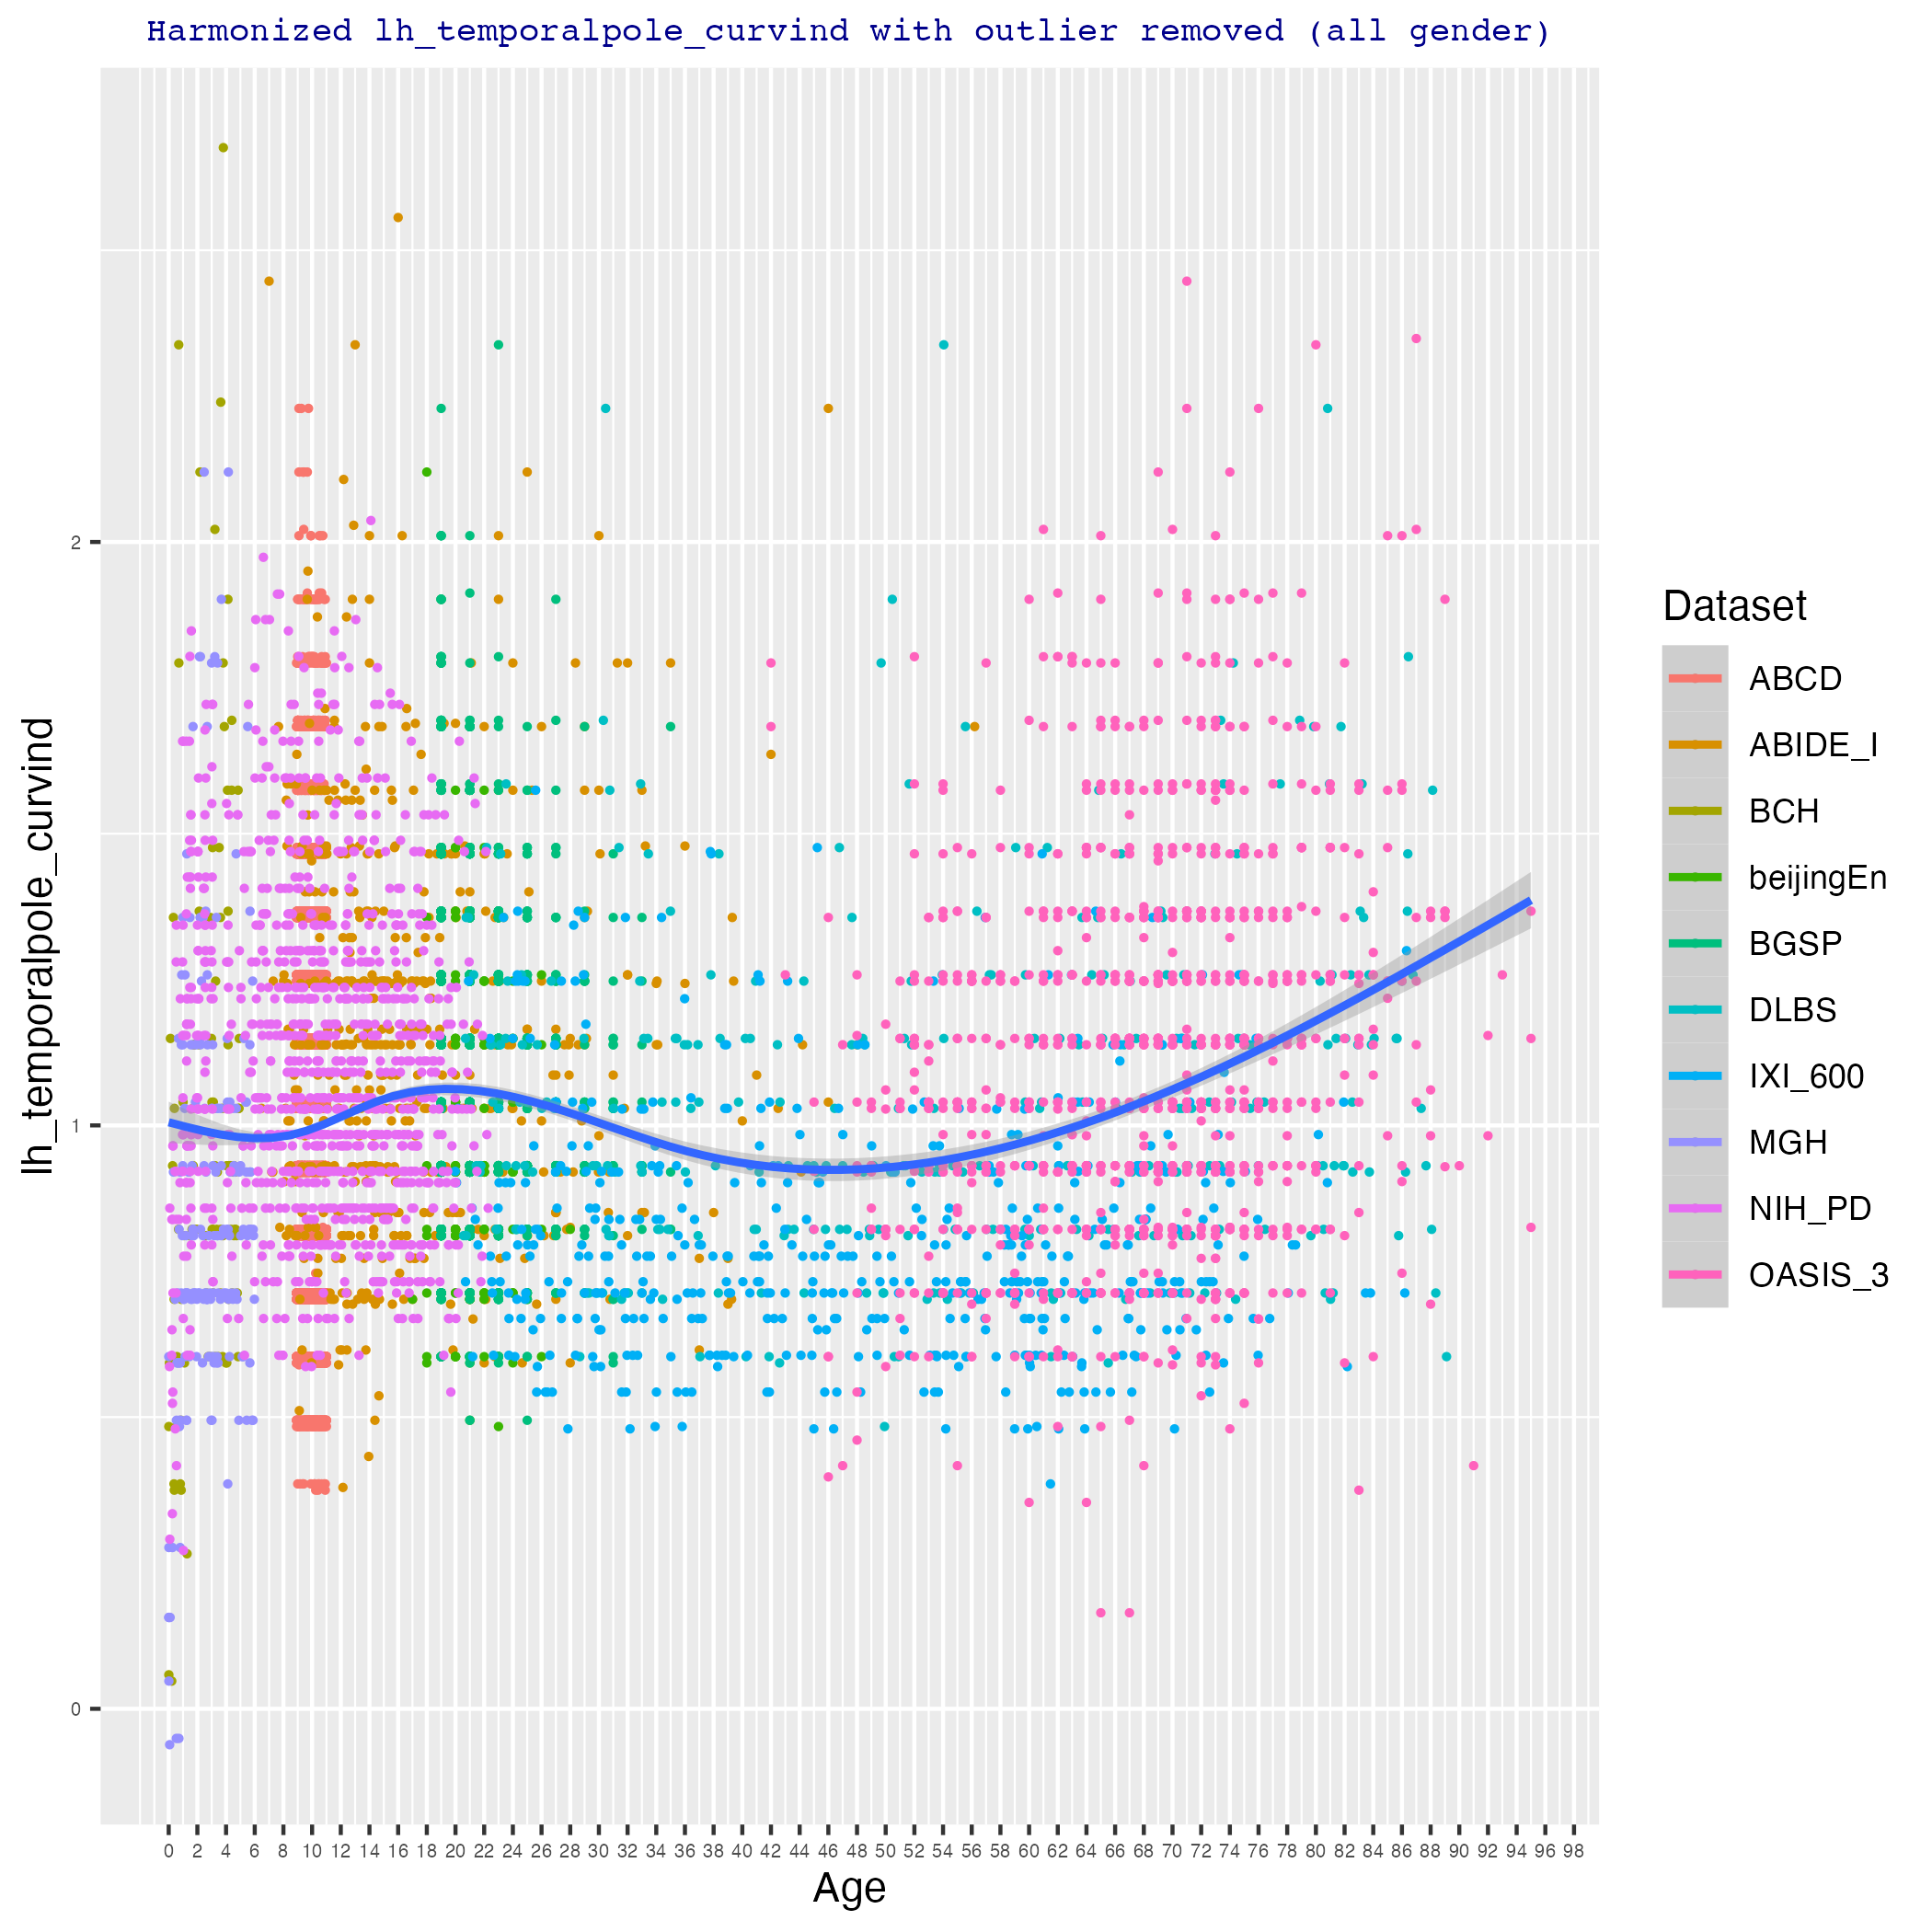 Harmonized lh_temporalpole_curvind with outlier removed (all gender)
lh_temporalpole_curvind
2
1
0
0 2 4 6 8 10 12 14 16 18 20 22 24 26 28 30 32 34 36 38 40 42 44 46 48 50 52 54 56 58 60 62 64 66 68 70 72 74 76 78 80 82 84 86 88 90 92 94 96 98
Age
Dataset
ABCD
ABIDE_I
BCH
beijingEn
BGSP
DLBS
IXI_600
MGH
NIH_PD
OASIS_3